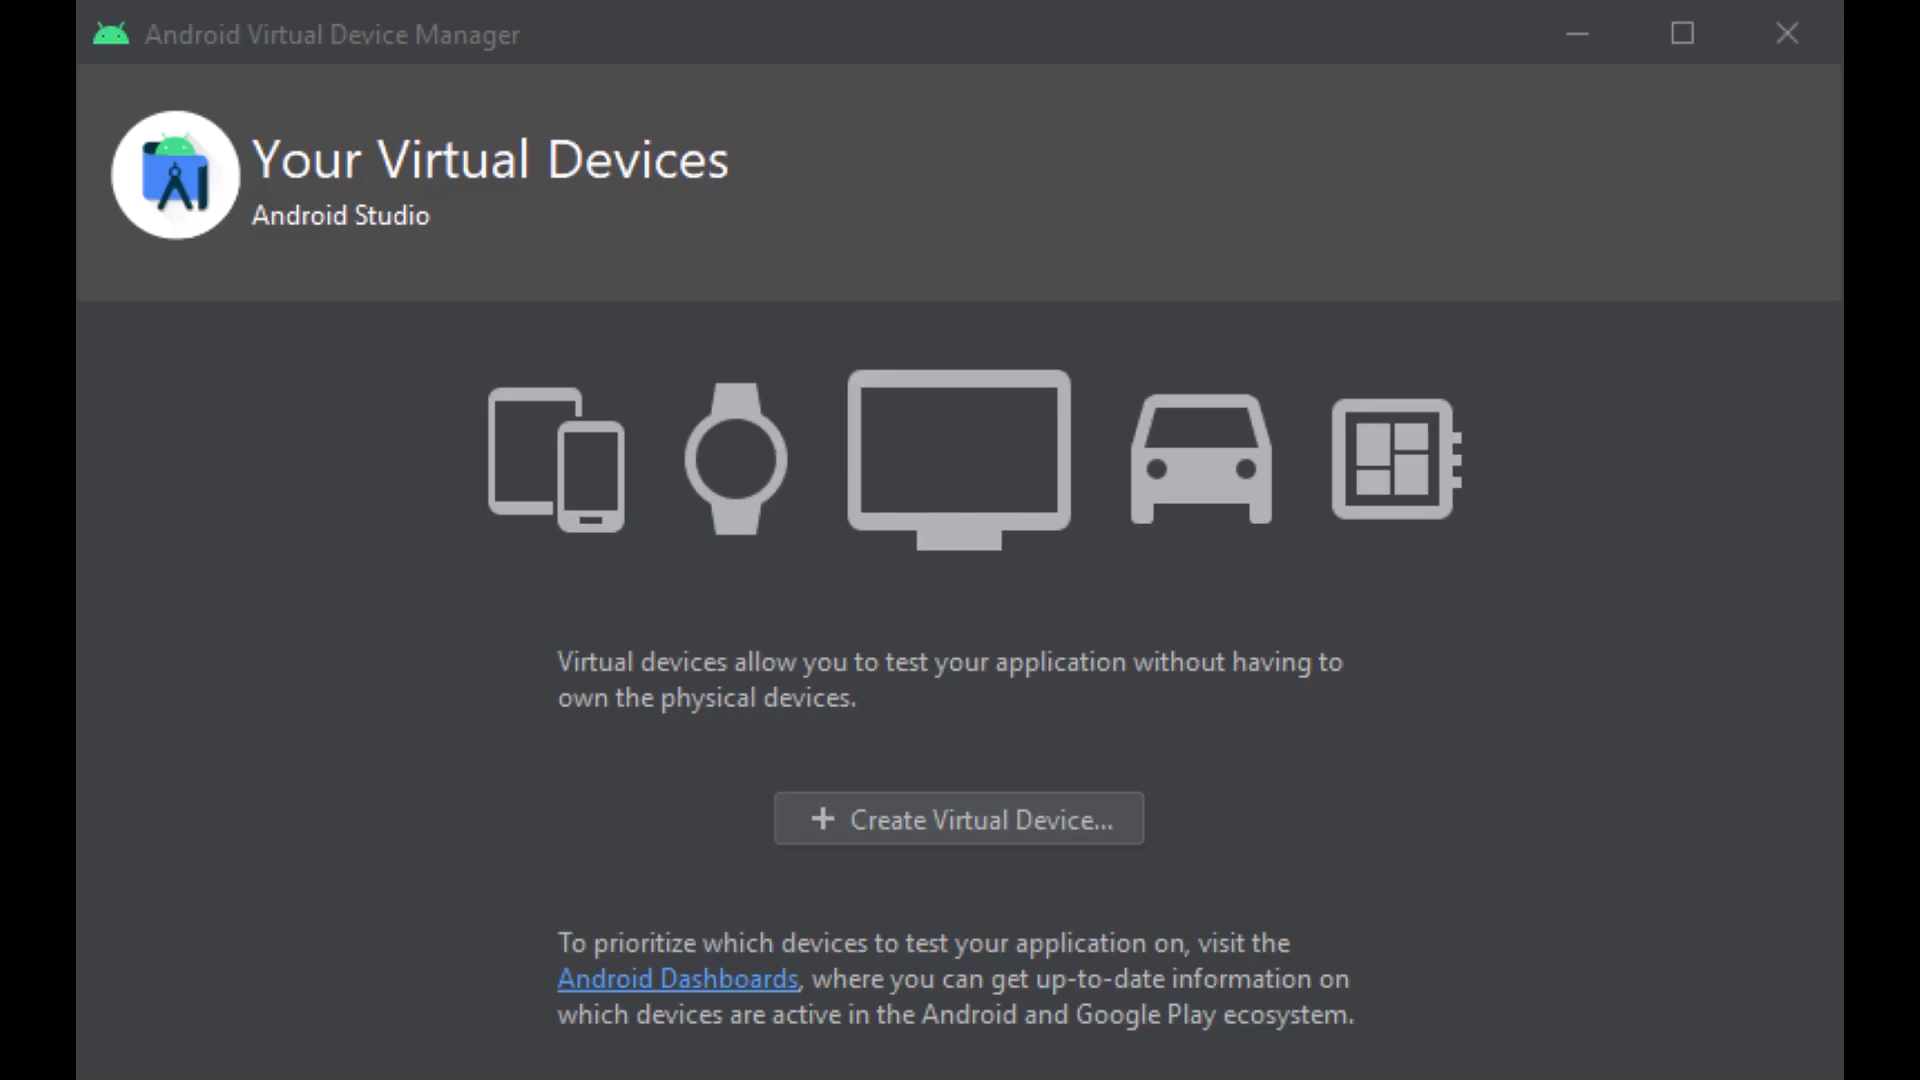 Android Virtual Device Manager
Your Virtual Devices
Android Studio
Virtual devices allow you to test your application without having to
own the physical devices.
Create Virtual Device...
To prioritize which devices to test your application on, visit the
Android Dashboards, where you can get up-to-date information on
which devices are active in the Android and Google Play ecosystem.